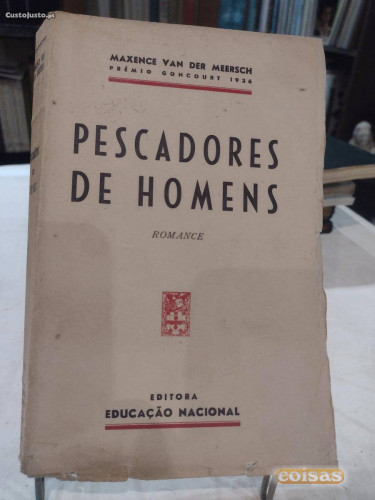 CustoJusto.pt
MAXENCE VAN DER MEERSCH
PRÉMIO GONCOURT 1936
PESCADORES
DE HOMENS
ROMANCE
EDITORA
EDUCAÇÃO NACIONAL
coisas